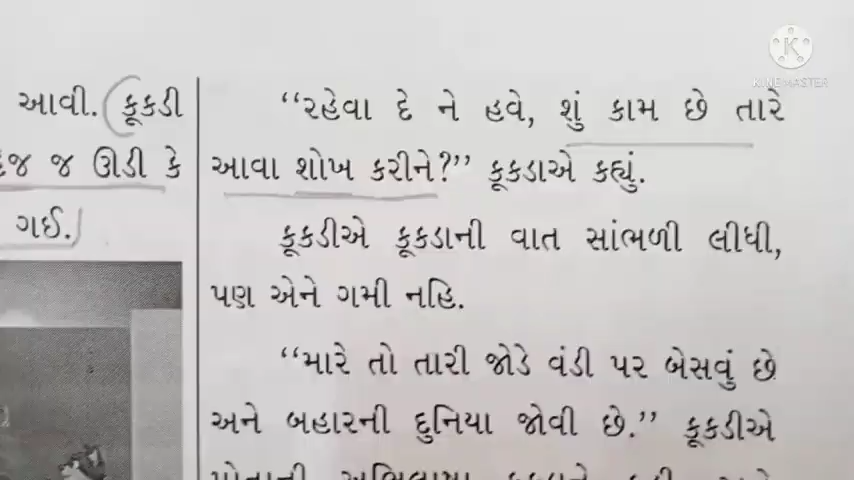 આવી. કૂકડી
જ ઊડી કે
ગઈ.
“રહેવા દે ને હવે, શું કામ છે તારે
આવા શોખ કરીને?” કૂકડાએ કહ્યું.
કૂકડીએ કૂકડાની વાત સાંભળી લીધી,
પણ એને ગમી નહિ.
“મારે તો તારી જોડે વંડી પર બેસવું છે
અને બહારની દુનિયા જોવી છે.” કૂકડીએ
KINEMASTER